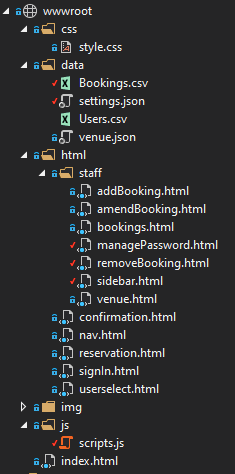 wwwroot
css
style.css
data
Bookings.csv
settings.json
Users.csv
venue.json
html
staff
addBooking.html
amendBooking.html
bookings.html
managePassword.html
removeBooking.html
sidebar.html
venue.html
confirmation.html
nav.html
reservation.html
signIn.html
userselect.html
img
js
scripts.js
index.html